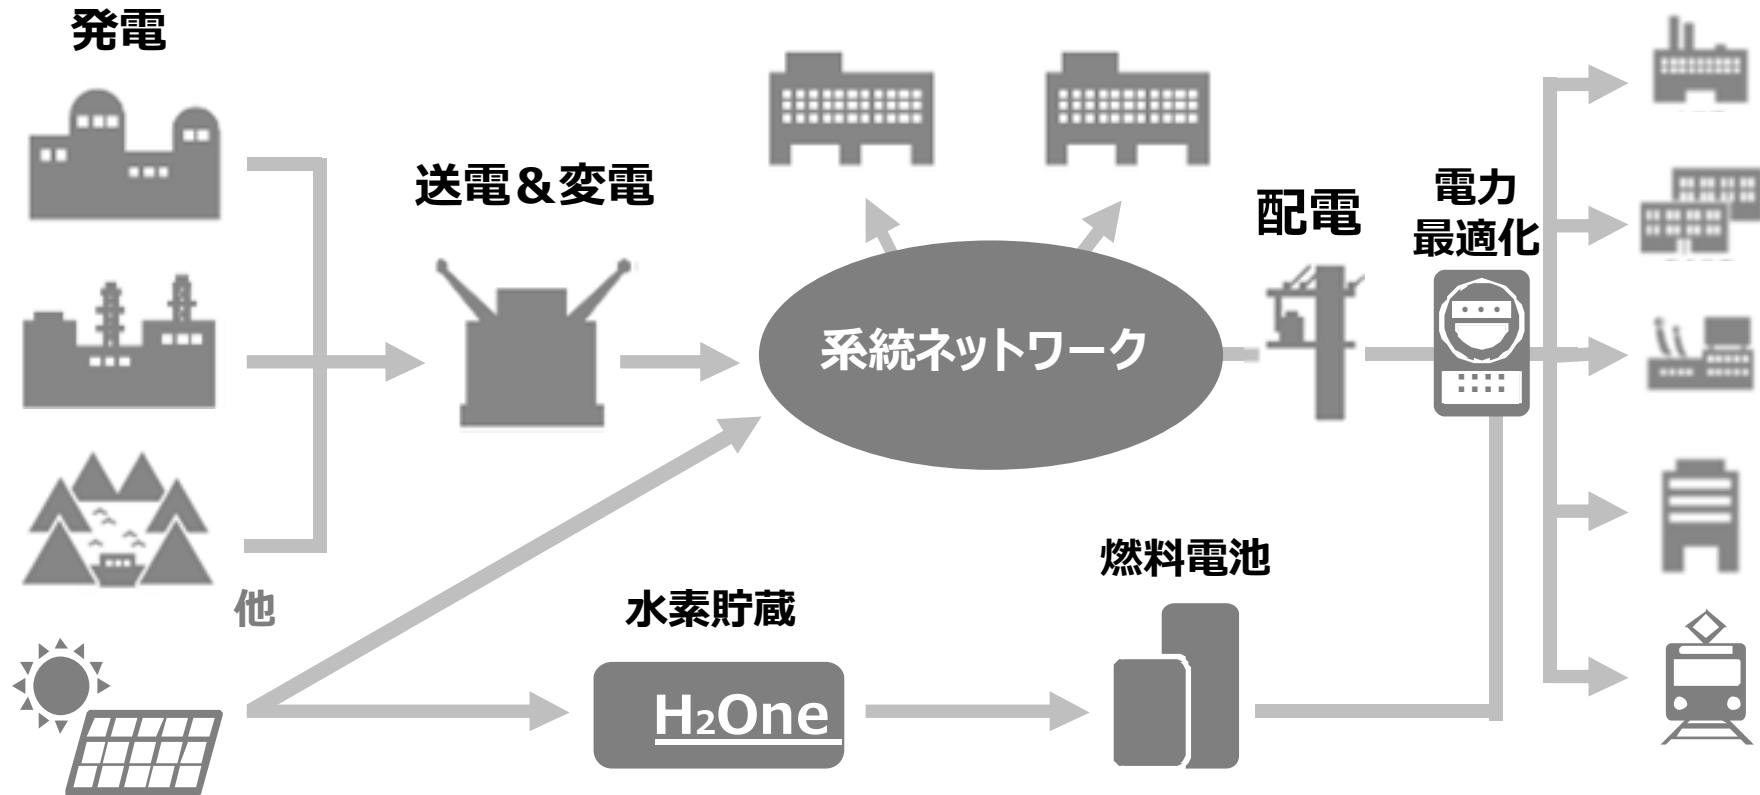 発電
送電＆変電
配電
電力
最適化
系統ネットワーク
他
水素貯蔵
燃料電池
H₂One